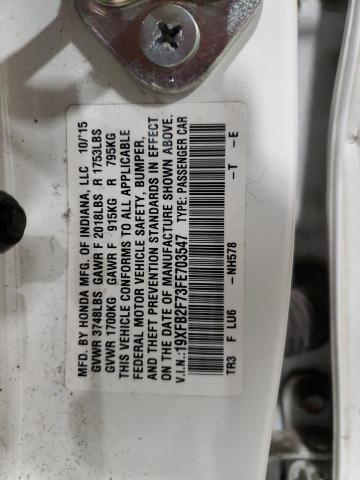 MFD. BY HONDA MFG. OF INDIANA, LLC 10/15
GVWR 3748LBS GAWR F 2018LBS R 1753LBS
GVWR 1700KG GAWR F 915KG R 795KG
THIS VEHICLE CONFORMS TO ALL APPLICABLE
FEDERAL MOTOR VEHICLE SAFETY, BUMPER,
AND THEFT PREVENTION STANDARDS IN EFFECT
ON THE DATE OF MANUFACTURE SHOWN ABOVE.
V.I.N.:19XFB2F73FE703547 TYPE: PASSENGER CAR
TR3 F LU6 -NH578 -T -E